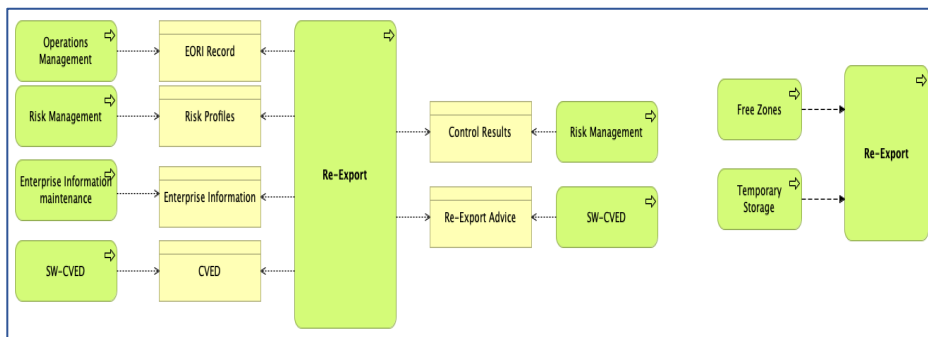 Operations
Management
EORI Record
Risk Management
Risk Profiles
Enterprise Information
maintenance
Enterprise Information
SW-CVED
CVED
Re-Export
Control Results
Risk Management
Re-Export Advice
SW-CVED
Free Zones
Temporary
Storage
Re-Export